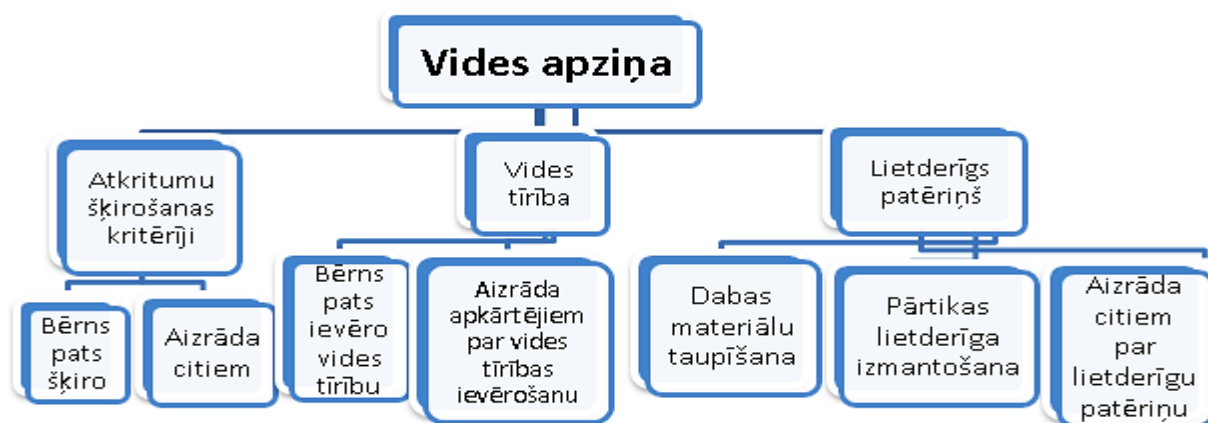 Vides apziņa
Atkritumu
šķirošanas
kritērīji
Vides
tīrība
Lietderīgs
patēriņš
Bērns
pats
šķiro
Aizrāda
citiem
Bērns
pats
ievēro
vides
tīrību
Aizrāda
apkārtējiem
par vides
tīrības
ievērošanu
Dabas
materiālu
taupīšana
Pārtikas
lietderīga
izmantošana
Aizrāda
citiem
par
lietderīgu
patēriņu